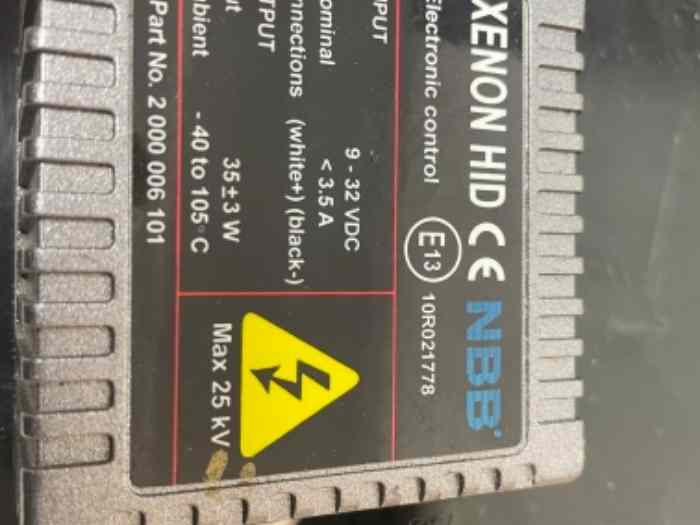 XENON HID CE NBB
Electronic control E13 10R021778
9 - 32 VDC
< 3.5 A
(white+) (black-)
35±3 W
- 40 to 105°C
Part No. 2 000 006 101
Max 25 kV